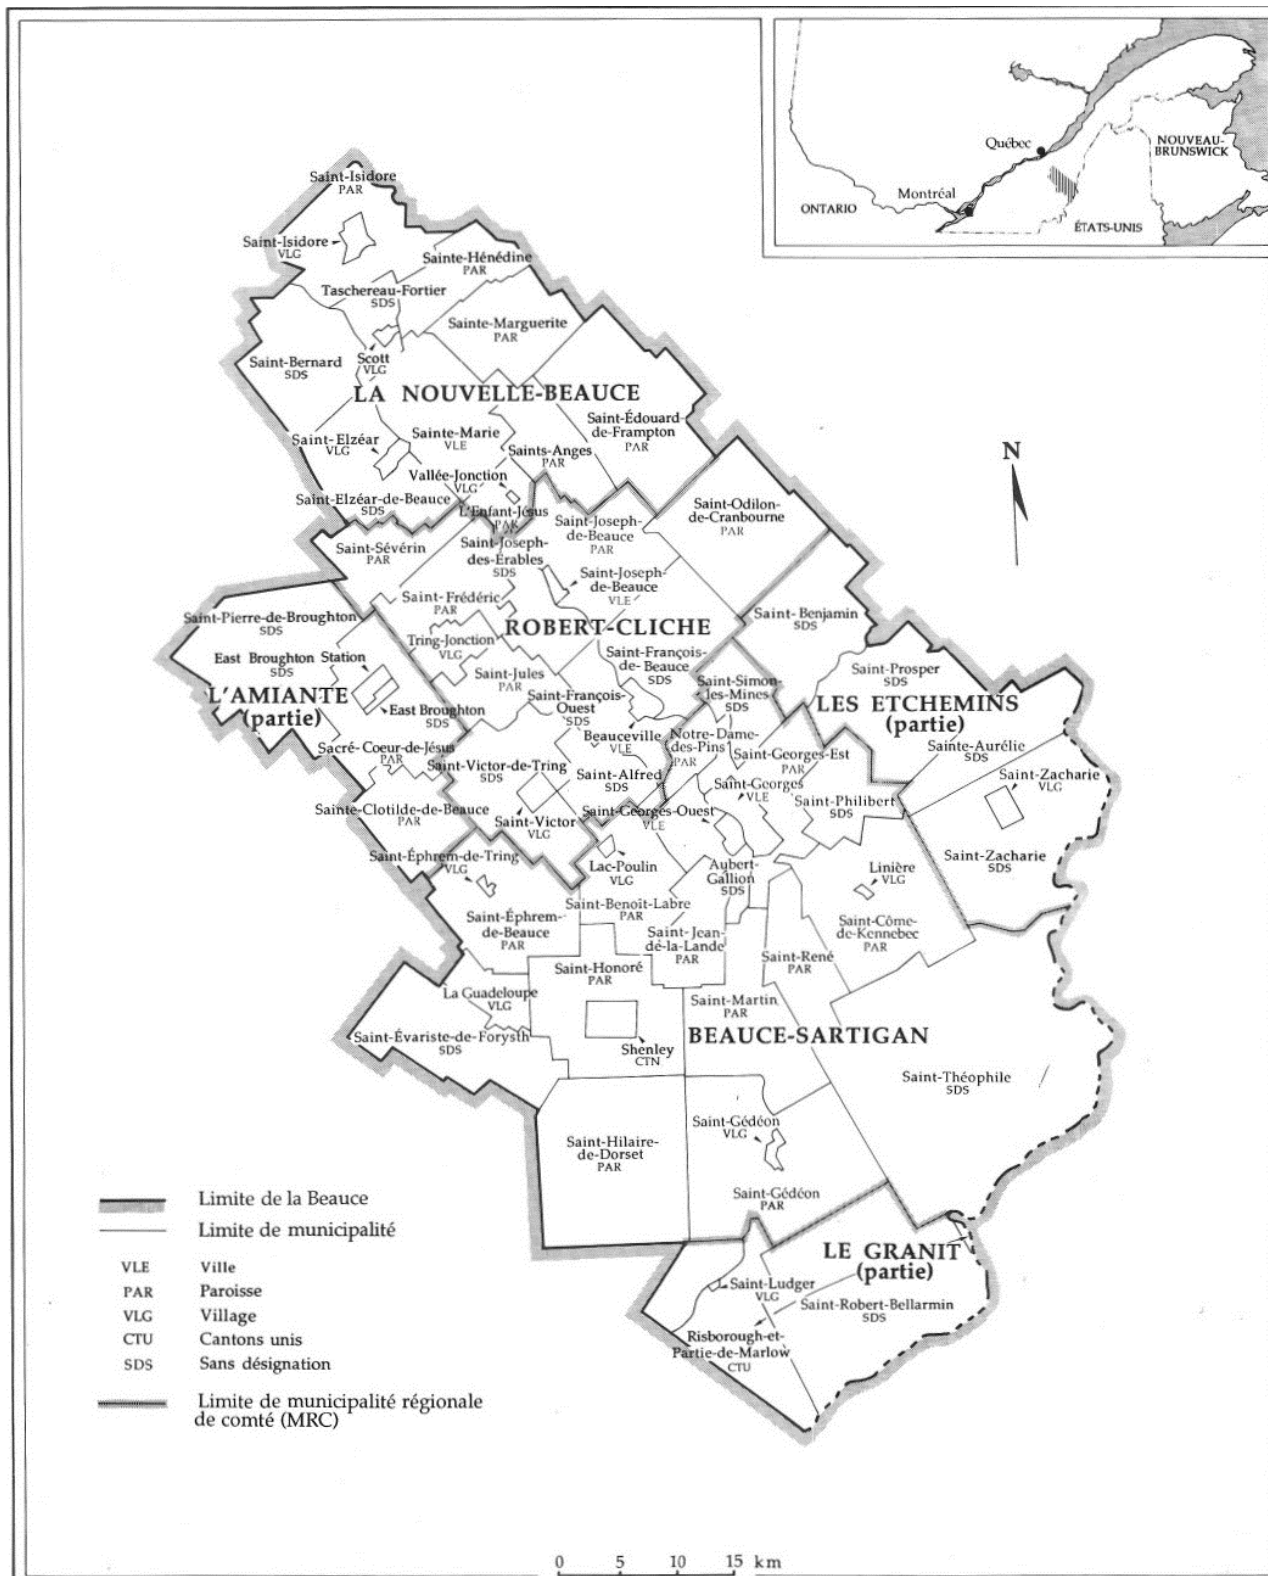 Québec
NOUVEAU-
BRUNSWICK
Montréal
ONTARIO
ÉTATS-UNIS
Saint-Isidore
PAR
Saint-Isidore
VLG
Sainte-Hénédine
PAR
Taschereau-Fortier
SDS
Sainte-Marguerite
PAR
Saint-Bernard
SDS
Scott
VLG
LA NOUVELLE-BEAUCE
Saint-Édouard
de-Frampton
PAR
Saint-Elzéar
VLG
Sainte-Marie
VLE
Saints-Anges
PAR
Vallée-Jonction
VLG
N
Saint-Elzéar-de-Beauce
SDS
L'Enfant-Jésus
PAR
Saint-Odilon-
de-Cranbourne
PAR
Saint-Joseph-
de-Beauce
PAR
Saint-Sévérin
PAR
Saint-Joseph-
des-Érables
SDS
Saint-Joseph-
de-Beauce
VLE
Saint-Frédéric
PAR
Saint-Pierre-de-Broughton
SDS
Saint-Benjamin
SDS
ROBERT-CLICHE
Tring-Jonction
VLG
Saint-François-
de-Beauce
SDS
East Broughton Station
SDS
Saint-Jules
PAR
Saint-Prosper
SDS
Saint-Simon-
les-Mines
SDS
L'AMIANTE
(partie)
Saint-François-
Ouest
SDS
LES ETCHEMINS
(partie)
East Broughton
SDS
Beauceville
VLE
Notre-Dame-
des-Pins
PAR
Sacré-Coeur-de-Jésus
PAR
Saint-Georges-Est
PAR
Sainte-Aurélie
SDS
Saint-Victor-de-Tring
SDS
Saint-Alfred
SDS
Saint-Georges
VLE
Saint-Zacharie
VLG
Saint-Philibert
SDS
Sainte-Clotilde-de-Beauce
PAR
Saint-Victor
VLG
Saint-Georges-Ouest
VLE
Saint-Éphrem-de-Tring
VLG
Lac-Poulin
VLG
Aubert-
Gallion
SDS
Linière
VLG
Saint-Zacharie
SDS
Saint-Benoît-Labre
PAR
Saint-Éphrem-
de-Beauce
PAR
Saint-Jean-
de-la-Lande
PAR
Saint-Côme-
de-Kennebec
PAR
Saint-Honoré
PAR
Saint-René
PAR
La Guadeloupe
VLG
Saint-Martin
PAR
Saint-Évariste-de-Forysth
SDS
Shenley
CTN
BEAUCE-SARTIGAN
Saint-Théophile
SDS
Saint-Gédéon
VLG
Saint-Hilaire-
de-Dorset
PAR
Saint-Gédéon
PAR
LE GRANIT
(partie)
Saint-Ludger
VLG
Saint-Robert-Bellarmin
SDS
Risborough-et-
Partie-de-Marlow
CTU
Limite de la Beauce
Limite de municipalité
VLE Ville
PAR Paroisse
VLG Village
CTU Cantons unis
SDS Sans désignation
Limite de municipalité régionale
de comté (MRC)
0 5 10 15 km